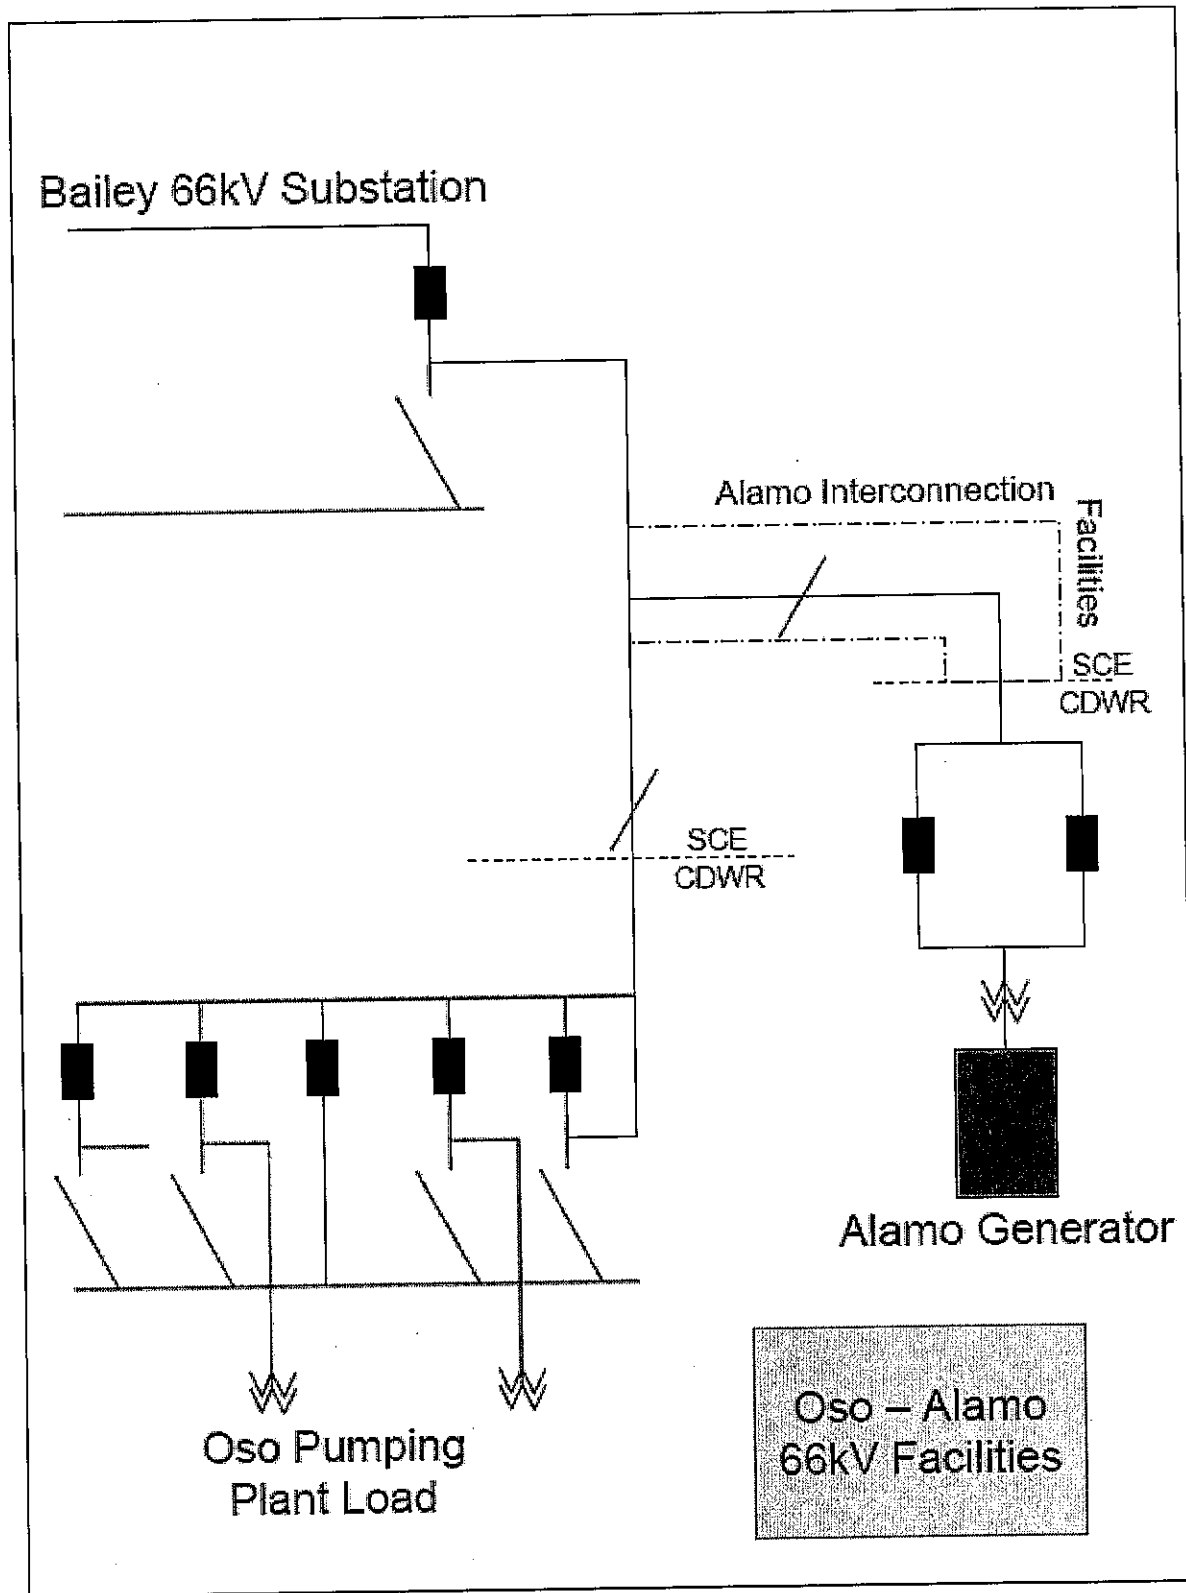 Bailey 66kV Substation
Alamo Interconnection
Facilities
SCE
CDWR
SCE
CDWR
Alamo Generator
Oso Pumping
Plant Load
Oso – Alamo
66kV Facilities